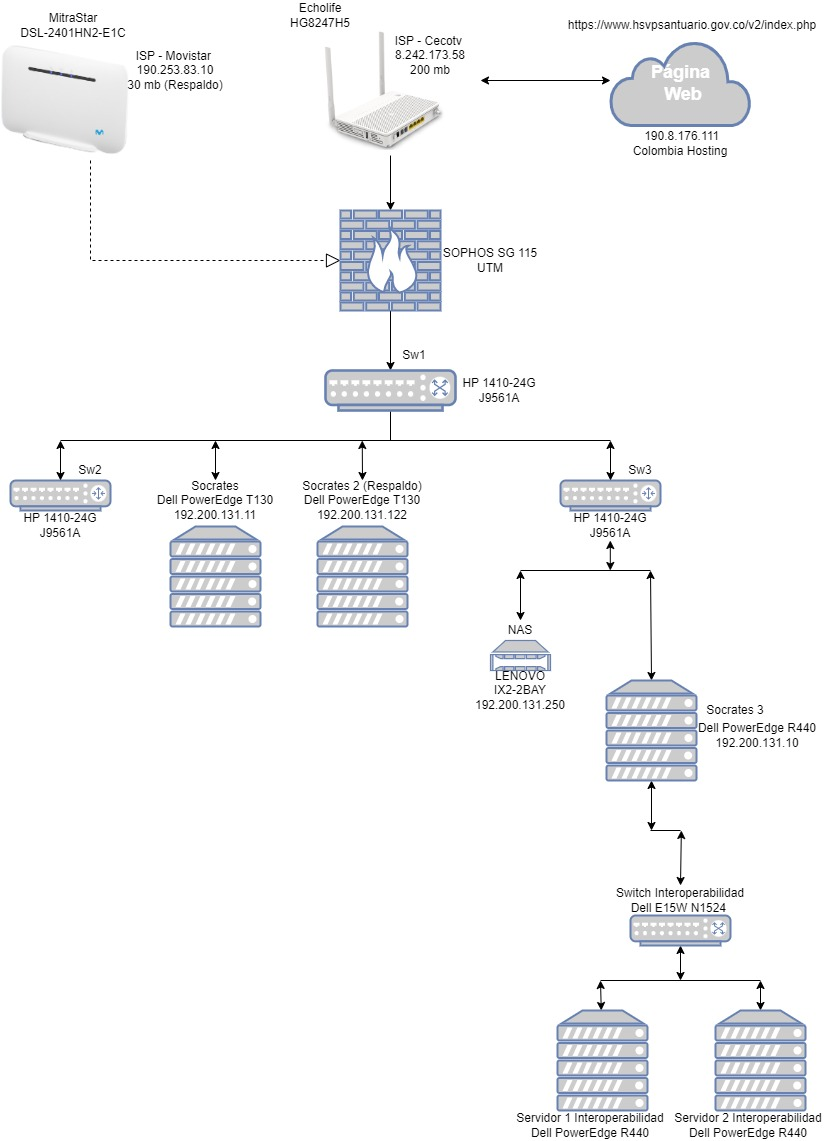 MitraStar
DSL-2401HN2-E1C
ISP - Movistar
190.253.83.10
30 mb (Respaldo)
Echolife
HG8247H5
ISP - Cecotv
8.242.173.58
200 mb
https://www.hsvpsantuario.gov.co/v2/index.php
Página
Web
190.8.176.111
Colombia Hosting
SOPHOS SG 115
UTM
Sw1
HP 1410-24G
J9561A
Sw2
HP 1410-24G
J9561A
Socrates
Dell PowerEdge T130
192.200.131.11
Socrates 2 (Respaldo)
Dell PowerEdge T130
192.200.131.122
Sw3
HP 1410-24G
J9561A
NAS
LENOVO
IX2-2BAY
192.200.131.250
Socrates 3
Dell PowerEdge R440
192.200.131.10
Switch Interoperabilidad
Dell E15W N1524
Servidor 1 Interoperabilidad
Dell PowerEdge R440
Servidor 2 Interoperabilidad
Dell PowerEdge R440